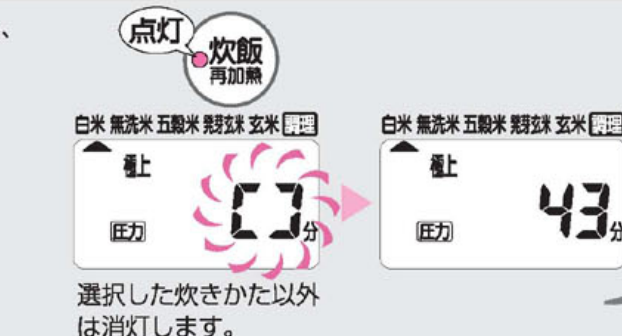 、
点灯
炊飯
再加熱
白米 無洗米 五穀米 発芽玄米 玄米 調理
極上
圧力
分
白米 無洗米 五穀米 発芽玄米 玄米 調理
極上
圧力
43分
選択した炊きかた以外
は消灯します。